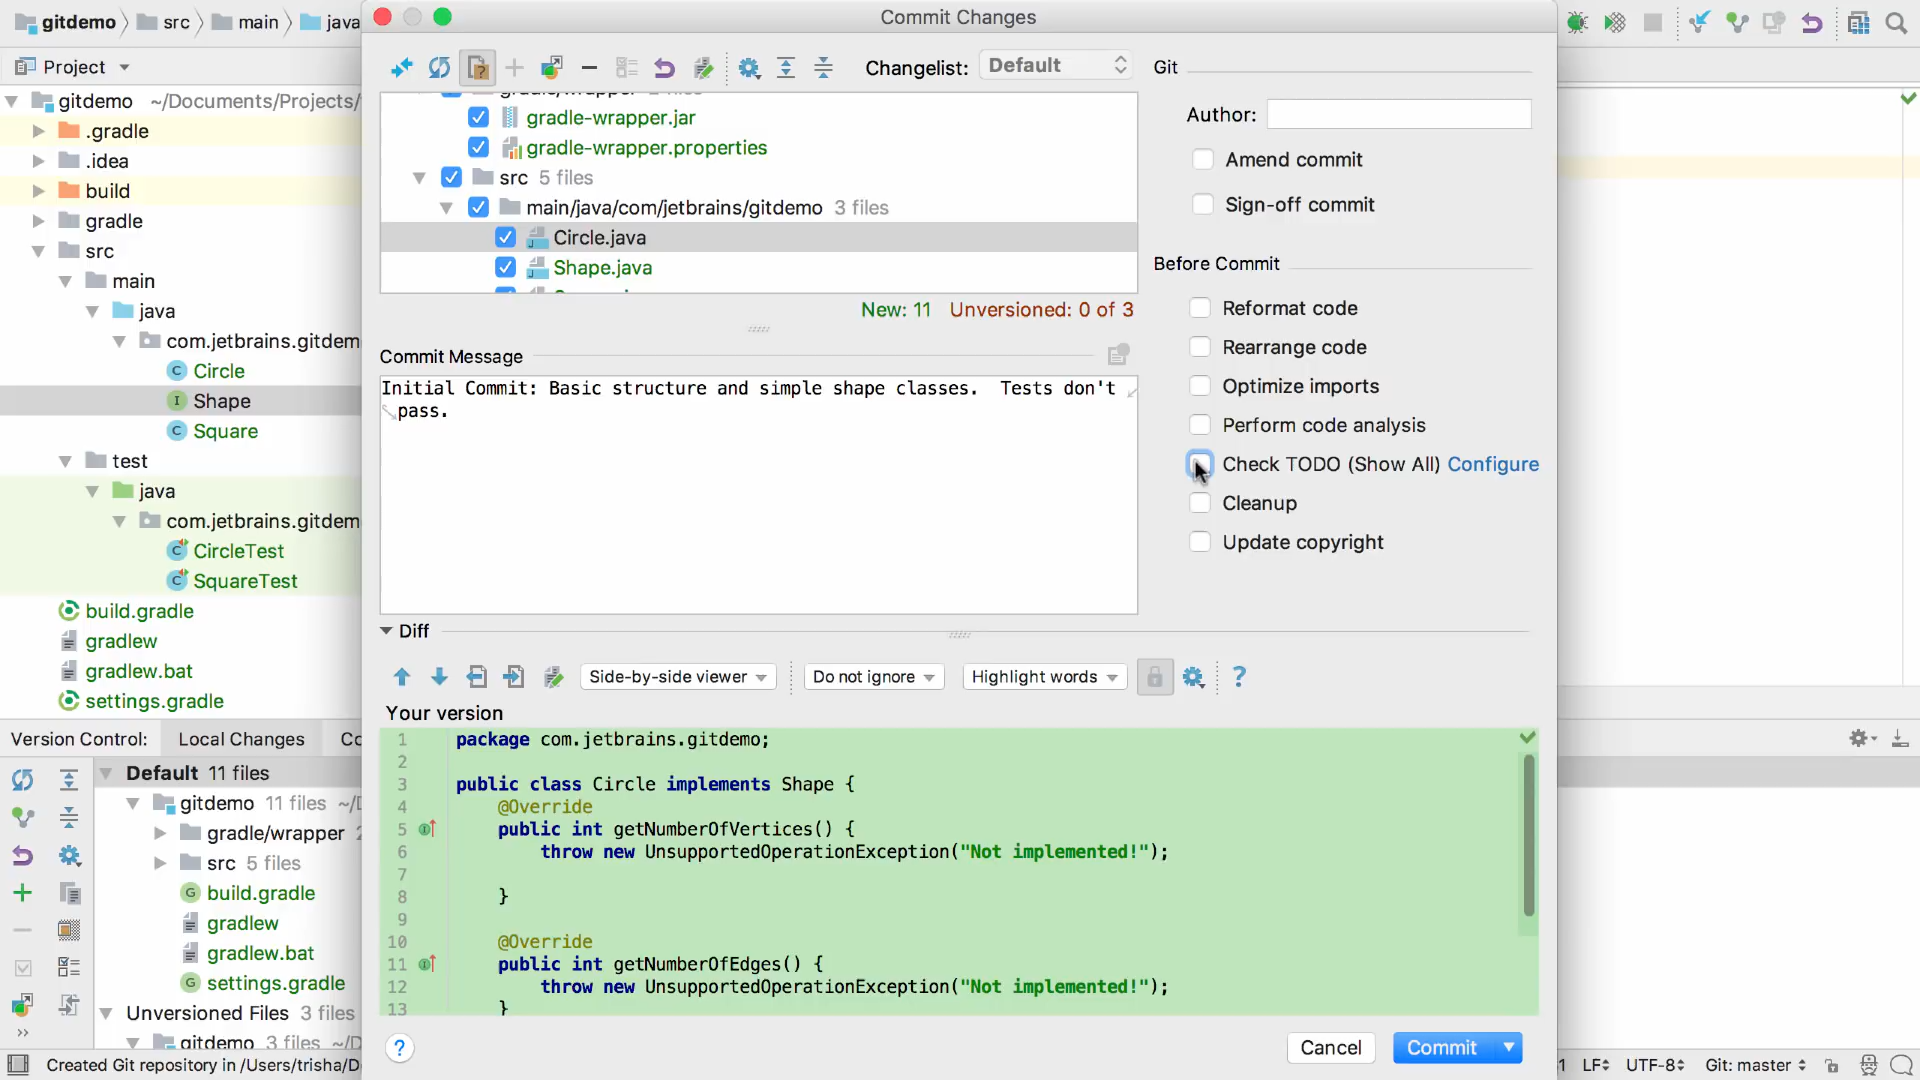 gitdemo src main java
Project
gitdemo ~/Documents/Projects/
.gradle
.idea
build
gradle
src
main
java
com.jetbrains.gitdem
Circle
Shape
Square
test
java
com.jetbrains.gitdemo
CircleTest
SquareTest
build.gradle
gradlew
gradlew.bat
settings.gradle
Version Control: Local Changes Co
Default 11 files
gitdemo 11 files ~/D
gradle/wrapper 2
src 5 files
build.gradle
gradlew
gradlew.bat
settings.gradle
Unversioned Files 3 files
gitdemo 3 files ~/D
Created Git repository in /Users/trisha/D
Commit Changes
Changelist: Default
gradle-wrapper.jar
gradle-wrapper.properties
src 5 files
main/java/com/jetbrains/gitdemo 3 files
Circle.java
Shape.java
New: 11 Unversioned: 0 of 3
Commit Message
Initial Commit: Basic structure and simple shape classes. Tests don't
pass.
Git
Author:
Amend commit
Sign-off commit
Before Commit
Reformat code
Rearrange code
Optimize imports
Perform code analysis
Check TODO (Show All) Configure
Cleanup
Update copyright
Diff
Side-by-side viewer Do not ignore Highlight words ?
Your version
1 package com.jetbrains.gitdemo;
2
3 public class Circle implements Shape {
4 @Override
5 public int getNumberOfVertices() {
6 throw new UnsupportedOperationException("Not implemented!");
7
8 }
9
10 @Override
11 public int getNumberOfEdges() {
12 throw new UnsupportedOperationException("Not implemented!");
13 }
? Cancel Commit
1 LF UTF-8 Git: master